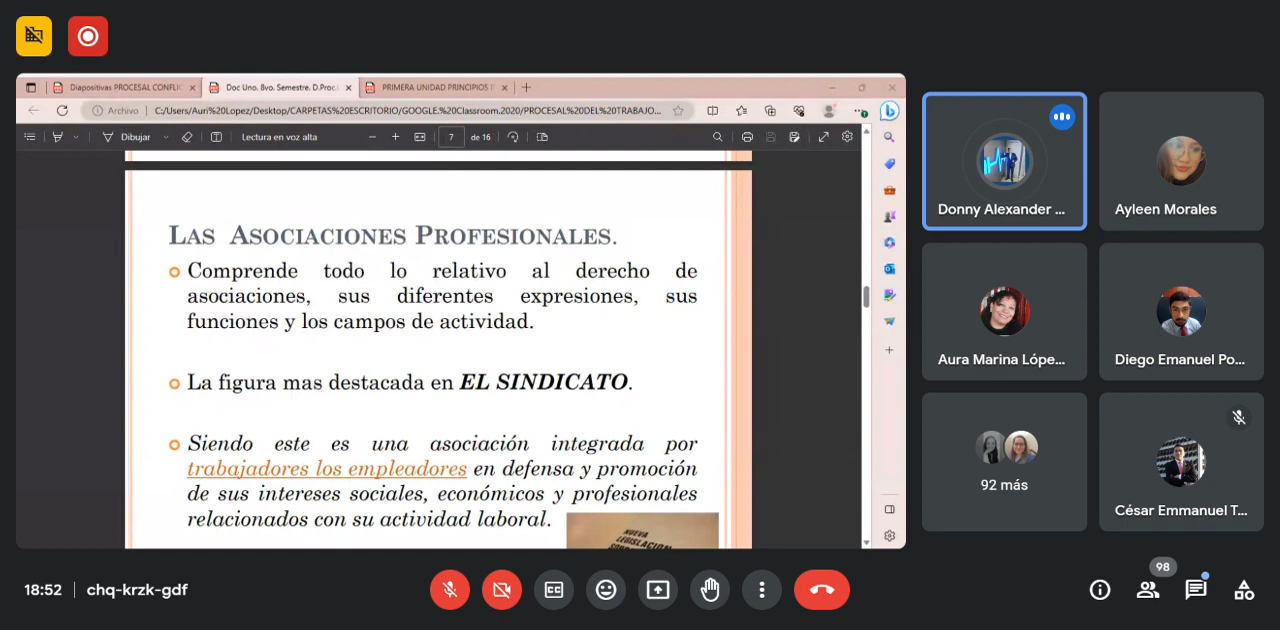 Diapositivas PROCESAL CONFLIC
Doc Uno. 8vo. Semestre. D.Proc.
PRIMERA UNIDAD PRINCIPIOS
Archivo
C:/Users/Auri%20Lopez/Desktop/CARPETAS%20ESCRITORIO/GOOGLE.%20Classroom.2020/PROCESAL%20DEL%20TRABAJO...
Dibujar
Lectura en voz alta
7 de 16
LAS ASOCIACIONES PROFESIONALES.
Comprende todo lo relativo al derecho de
asociaciones, sus diferentes expresiones, sus
funciones y los campos de actividad.
La figura mas destacada en EL SINDICATO.
Siendo este es una asociación integrada por
trabajadores los empleadores en defensa y promoción
de sus intereses sociales, económicos y profesionales
relacionados con su actividad laboral.
NUEVA
LEGISLACION
Donny Alexander ...
Ayleen Morales
Aura Marina Lópe...
Diego Emanuel Po...
92 más
César Emmanuel T...
18:52 | chq-krzk-gdf
98